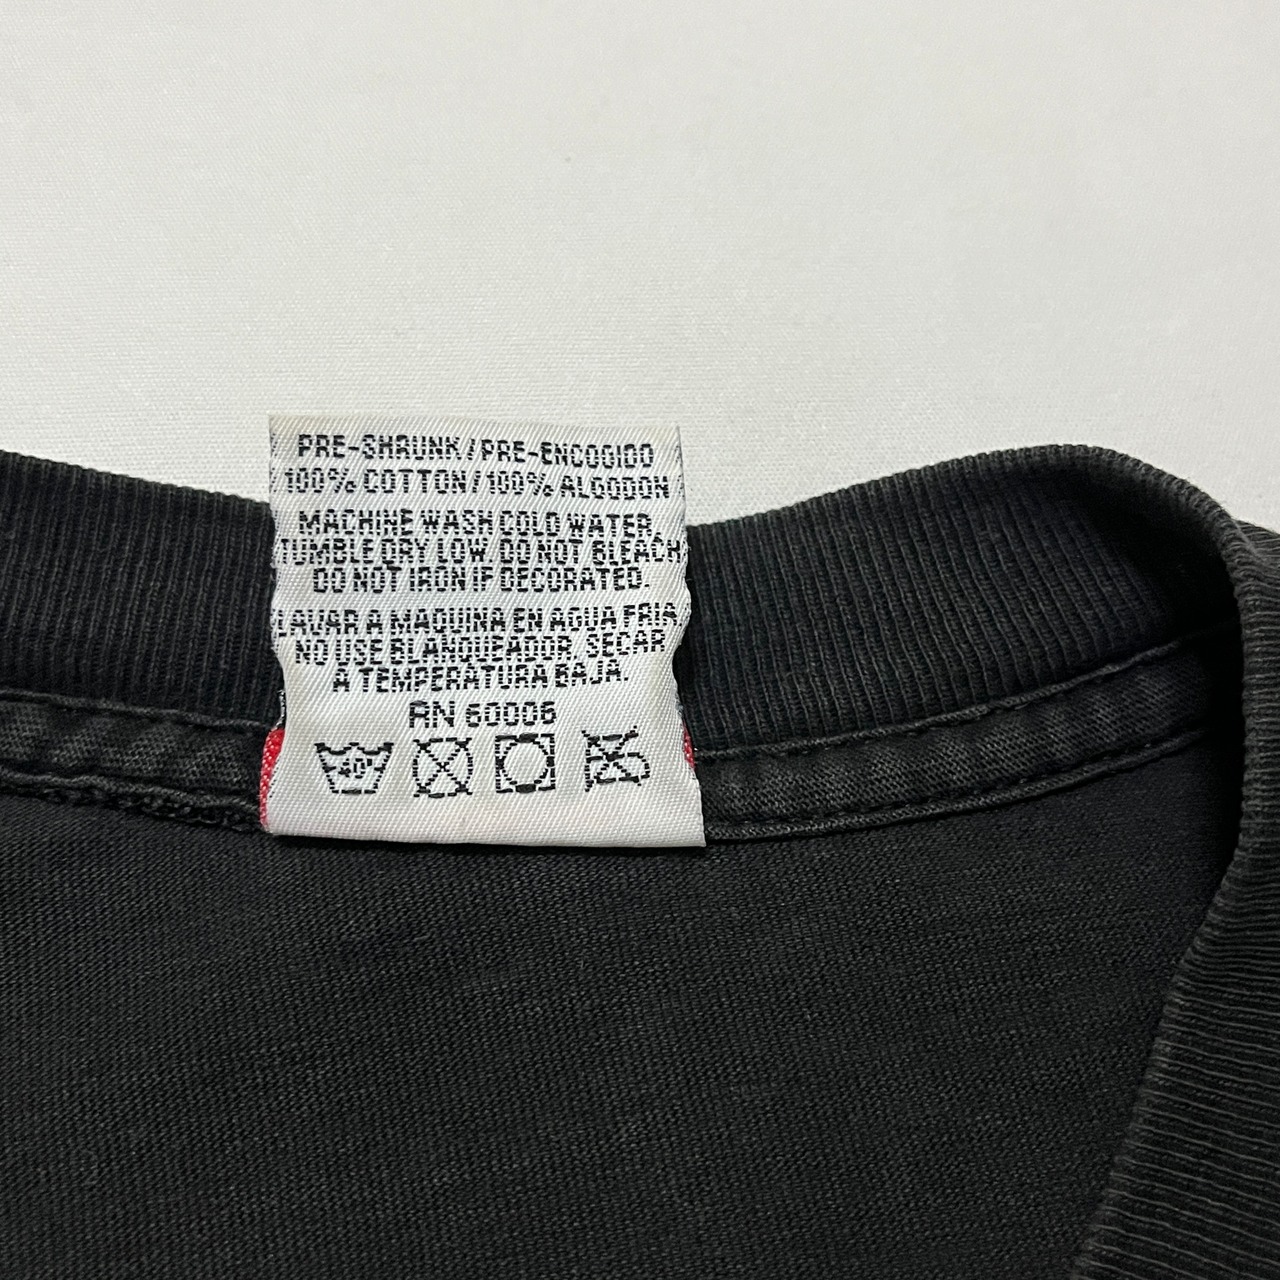 PRE-SHRUNK / PRE-ENCOGIDO
100% COTTON / 100% ALGODON
MACHINE WASH COLD WATER,
TUMBLE DRY LOW. DO NOT BLEACH
DO NOT IRON IF DECORATED.
LAVAR A MAQUINA EN AGUA FRIA,
NO USE BLANQUEADOR, SECAR
A TEMPERATURA BAJA.
RN 60006
40°